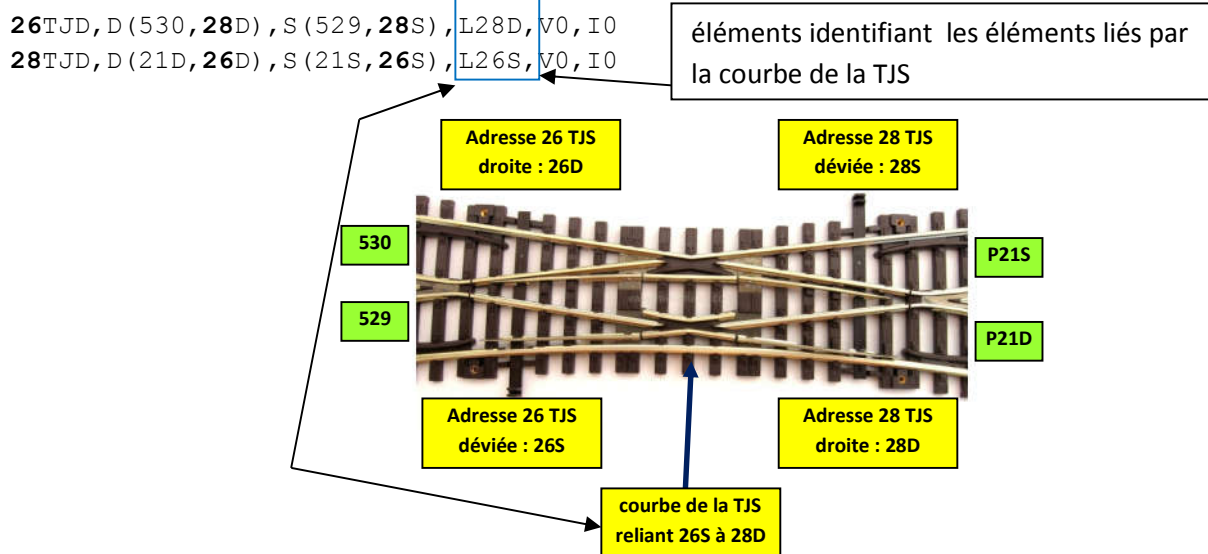 26TJD,D(530,28D),S(529,28S),L28D,V0,I0
28TJD,D(21D,26D),S(21S,26S),L26S,V0,I0
éléments identifiant les éléments liés par
la courbe de la TJS
Adresse 26 TJS
droite : 26D
Adresse 28 TJS
déviée : 28S
530
P21S
529
P21D
Adresse 26 TJS
déviée : 26S
Adresse 28 TJS
droite : 28D
courbe de la TJS
reliant 26S à 28D